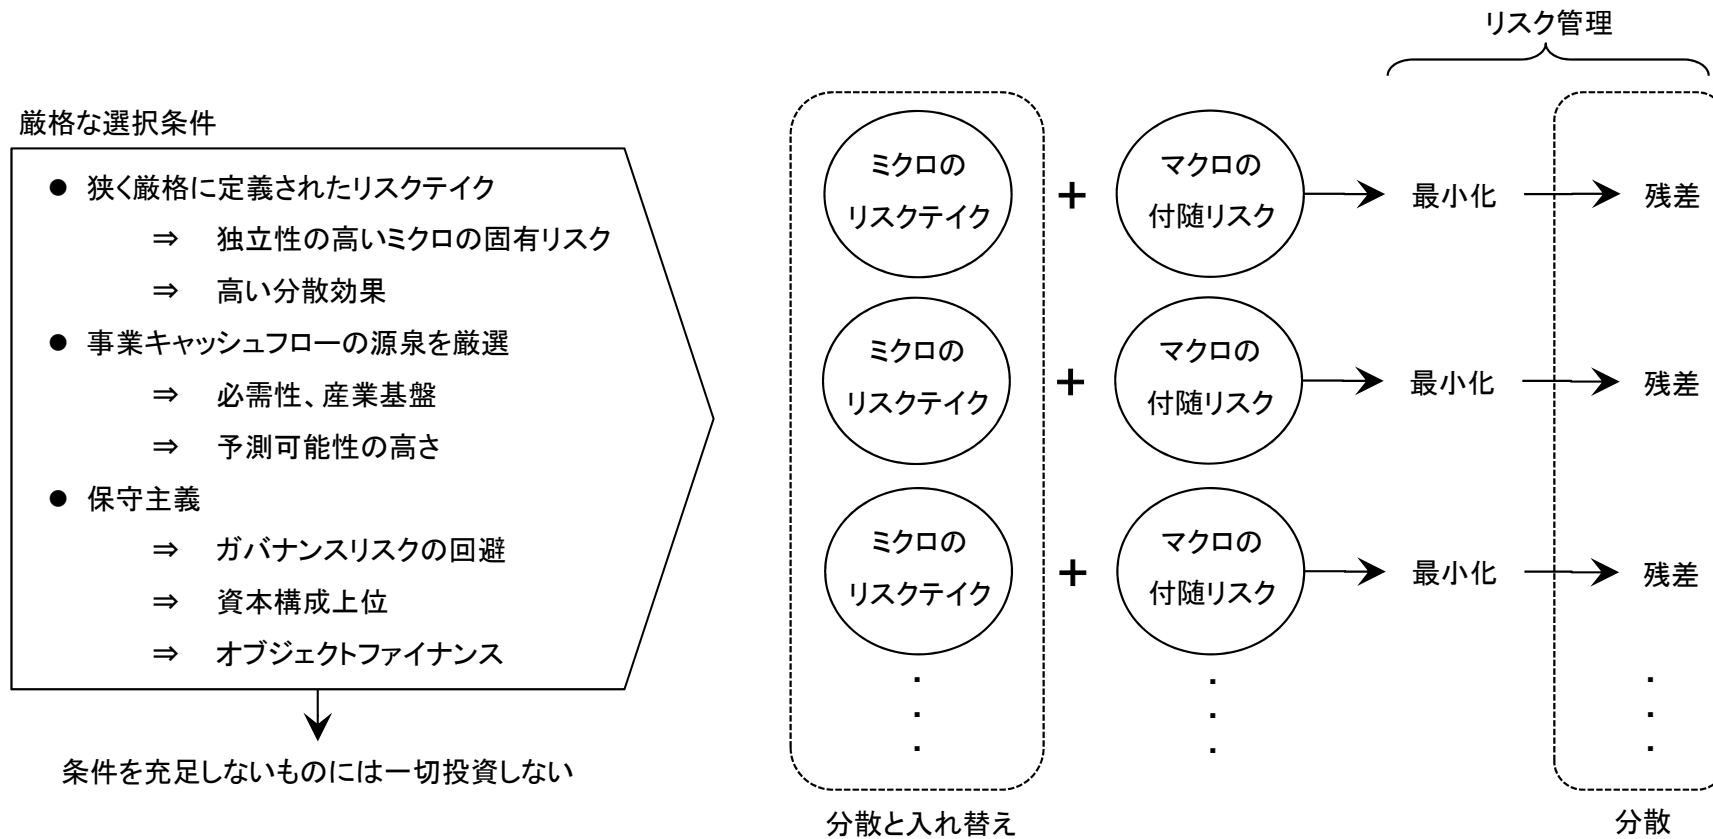 リスク管理
厳格な選択条件
● 狭く厳格に定義されたリスクテイク
⇒ 独立性の高いミクロの固有リスク
⇒ 高い分散効果
● 事業キャッシュフローの源泉を厳選
⇒ 必需性、産業基盤
⇒ 予測可能性の高さ
● 保守主義
⇒ ガバナンスリスクの回避
⇒ 資本構成上位
⇒ オブジェクトファイナンス
条件を充足しないものには一切投資しない
ミクロの
リスクテイク
+
マクロの
付随リスク
最小化
残差
ミクロの
リスクテイク
+
マクロの
付随リスク
最小化
残差
ミクロの
リスクテイク
+
マクロの
付随リスク
最小化
残差
分散と入れ替え
分散